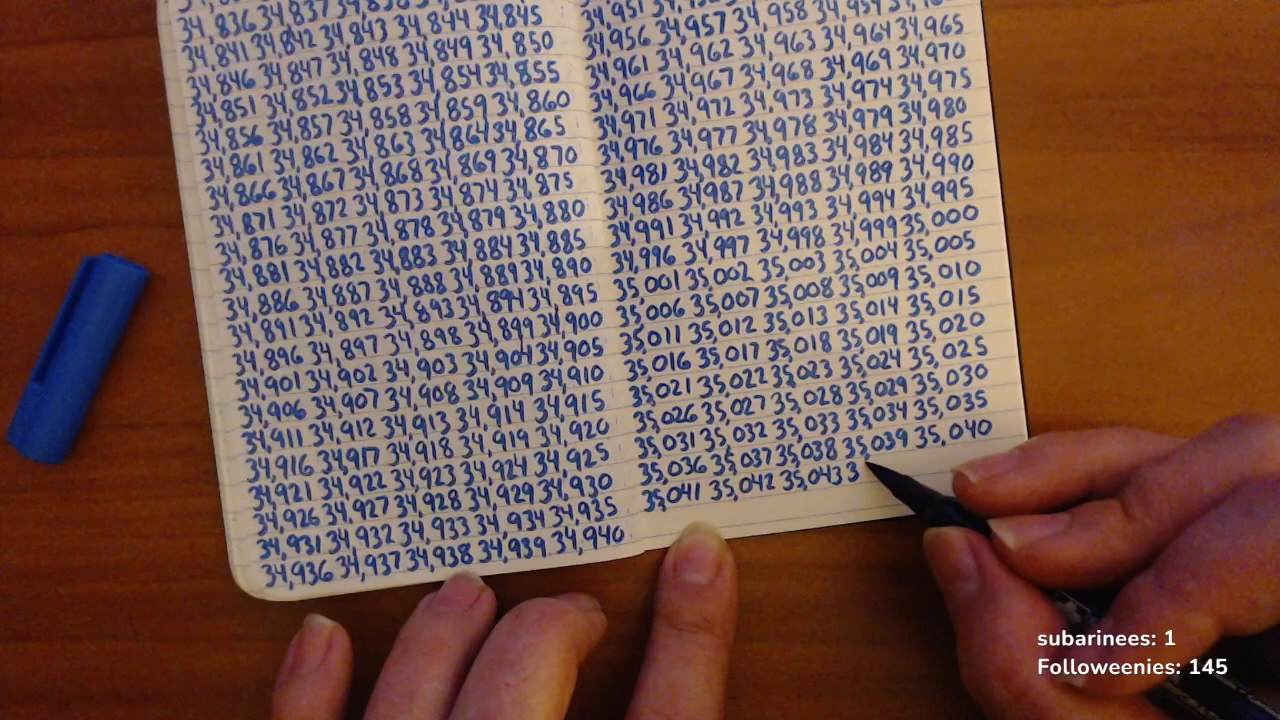 34,836 34,837 34,838
34,841 34,842 34,843 34,844 34,845
34,846 34,847 34,848 34,849 34,850
34,851 34,852 34,853 34,854 34,855
34,856 34,857 34,858 34,859 34,860
34,861 34,862 34,863 34,864 34,865
34,866 34,867 34,868 34,869 34,870
34,871 34,872 34,873 34,874 34,875
34,876 34,877 34,878 34,879 34,880
34,881 34,882 34,883 34,884 34,885
34,886 34,887 34,888 34,889 34,890
34,891 34,892 34,893 34,894 34,895
34,896 34,897 34,898 34,899 34,900
34,901 34,902 34,903 34,904 34,905
34,906 34,907 34,908 34,909 34,910
34,911 34,912 34,913 34,914 34,915
34,916 34,917 34,918 34,919 34,920
34,921 34,922 34,923 34,924 34,925
34,926 34,927 34,928 34,929 34,930
34,931 34,932 34,933 34,934 34,935
34,936 34,937 34,938 34,939 34,940
34,951
34,956 34,957 34,958 34,959
34,961 34,962 34,963 34,964 34,965
34,966 34,967 34,968 34,969 34,970
34,971 34,972 34,973 34,974 34,975
34,976 34,977 34,978 34,979 34,980
34,981 34,982 34,983 34,984 34,985
34,986 34,987 34,988 34,989 34,990
34,991 34,992 34,993 34,994 34,995
34,996 34,997 34,998 34,999 35,000
35,001 35,002 35,003 35,004 35,005
35,006 35,007 35,008 35,009 35,010
35,011 35,012 35,013 35,014 35,015
35,016 35,017 35,018 35,019 35,020
35,021 35,022 35,023 35,024 35,025
35,026 35,027 35,028 35,029 35,030
35,031 35,032 35,033 35,034 35,035
35,036 35,037 35,038 35,039 35,040
35,041 35,042 35,043 3
subarinees: 1
Followeenies: 145